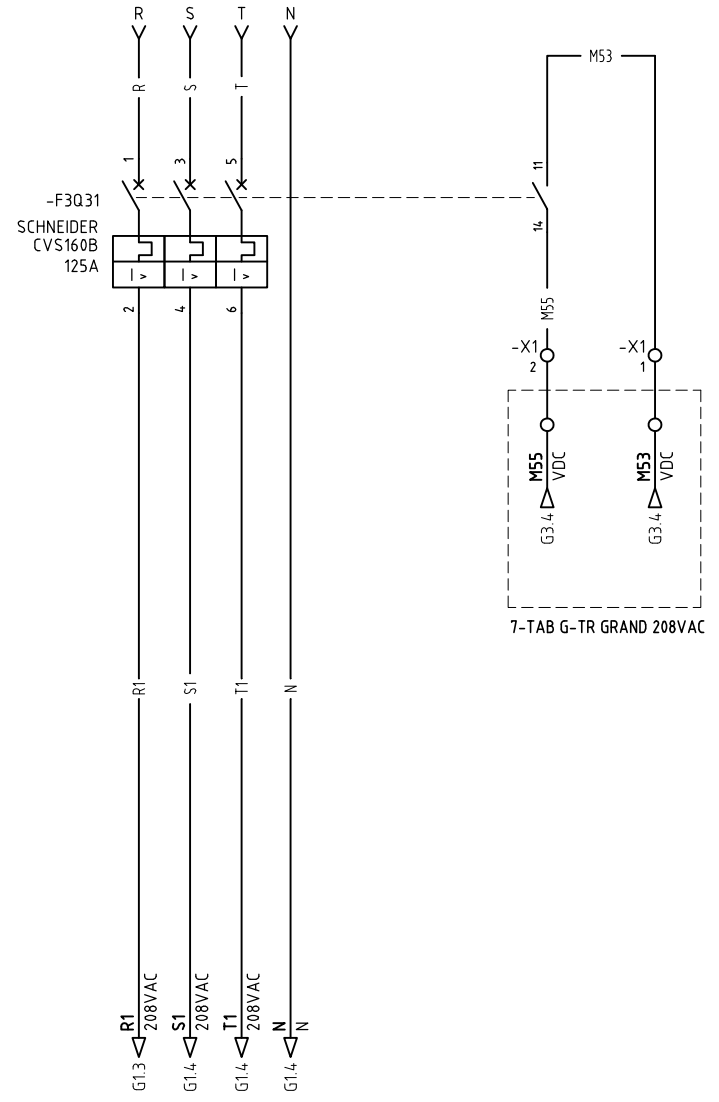 R S T N
M53
R S T
1 3 5 11
-F3Q31
14
SCHNEIDER
CVS160B
125A
I > I > I >
2 4 6
M55
-X1 -X1
2 1
M55 VDC M53 VDC
G3.4 G3.4
7-TAB G-TR GRAND 208VAC
R1 S1 T1 N
R1 208VAC S1 208VAC T1 208VAC N N
G1.3 G1.4 G1.4 G1.4